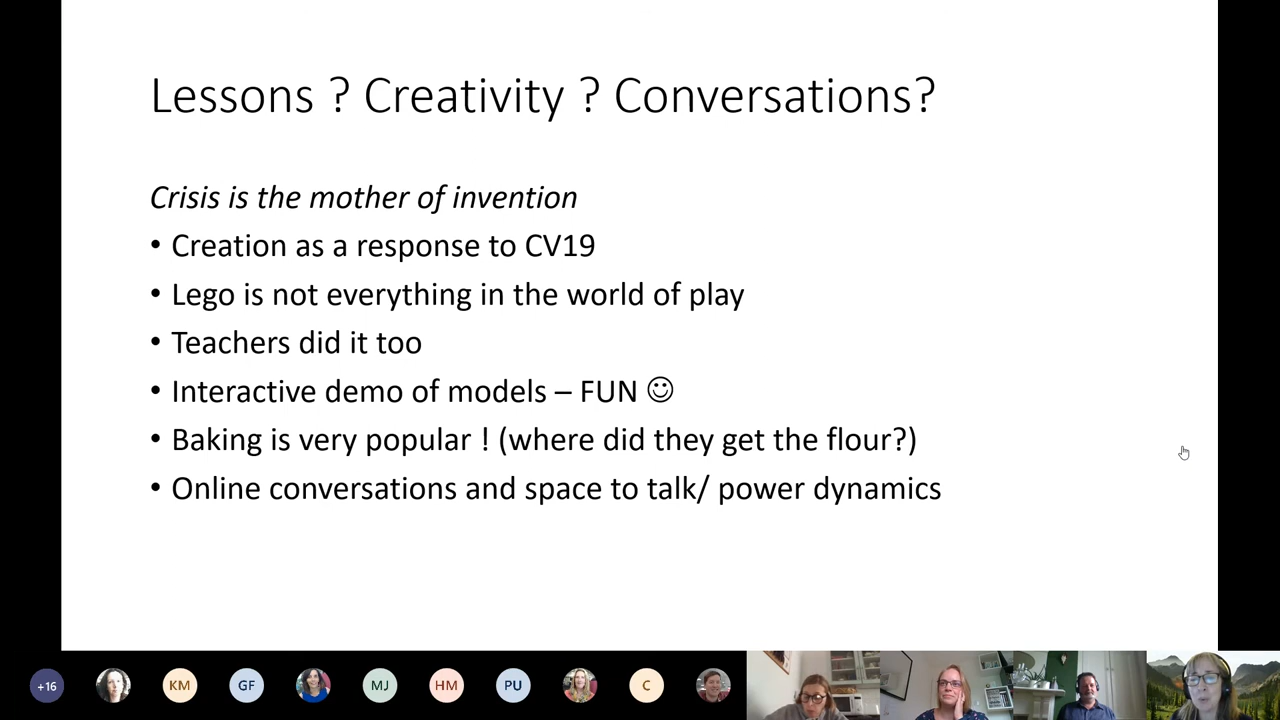 Lessons ? Creativity ? Conversations?
Crisis is the mother of invention
• Creation as a response to CV19
• Lego is not everything in the world of play
• Teachers did it too
• Interactive demo of models – FUN ☺
• Baking is very popular ! (where did they get the flour?)
• Online conversations and space to talk/ power dynamics
+16
KM
GF
MJ
HM
PU
C